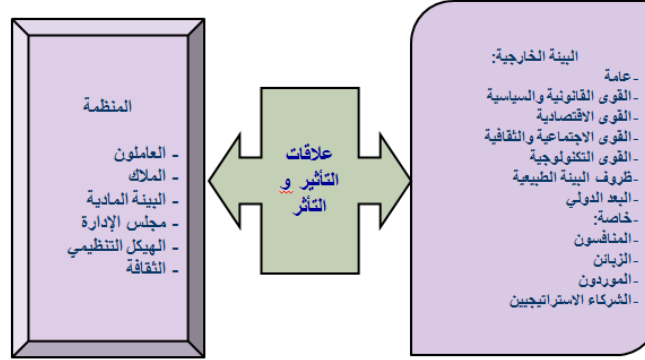 البيئة الخارجية:
-عامة
-القوى القانونية والسياسية
-القوى الاقتصادية
-القوى الاجتماعية والثقافية
-القوى التكنولوجية
-ظروف البيئة الطبيعية
-البعد الدولي
-خاصة:
-المنافسون
-الزبائن
-الموردون
-الشركاء الاستراتيجيين
علاقات
التأثير و
التأثر
المنظمة
- العاملون
- الملاك
- البيئة المادية
- مجلس الإدارة
- الهيكل التنظيمي
- الثقافة